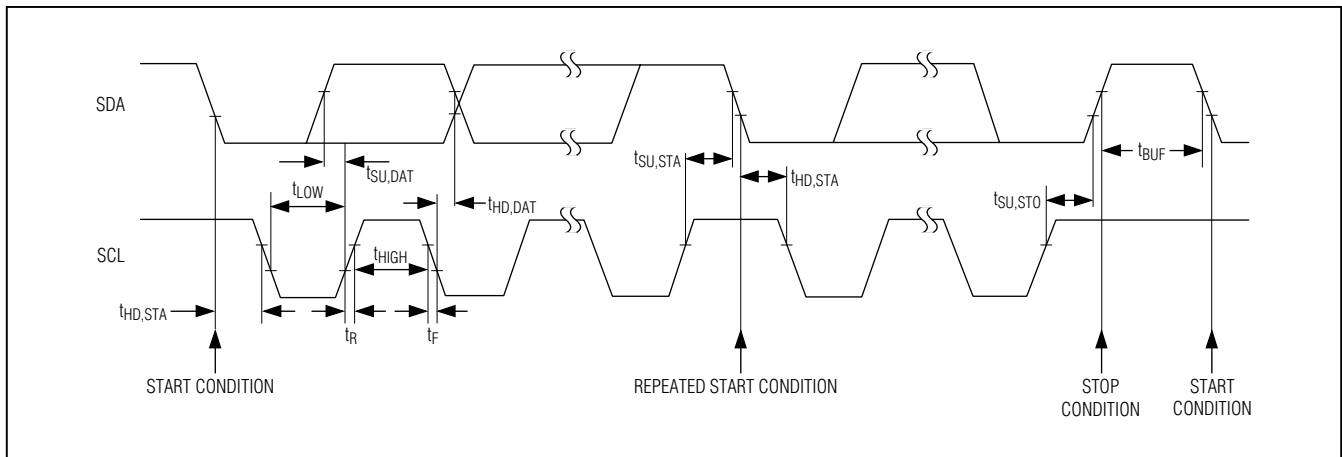 SDA
tSU,DAT
tLOW
tHD,DAT
tSU,STA
tHD,STA
tBUF
tSU,STO
SCL
tHIGH
tHD,STA
tR
tF
START CONDITION
REPEATED START CONDITION
STOP
CONDITION
START
CONDITION